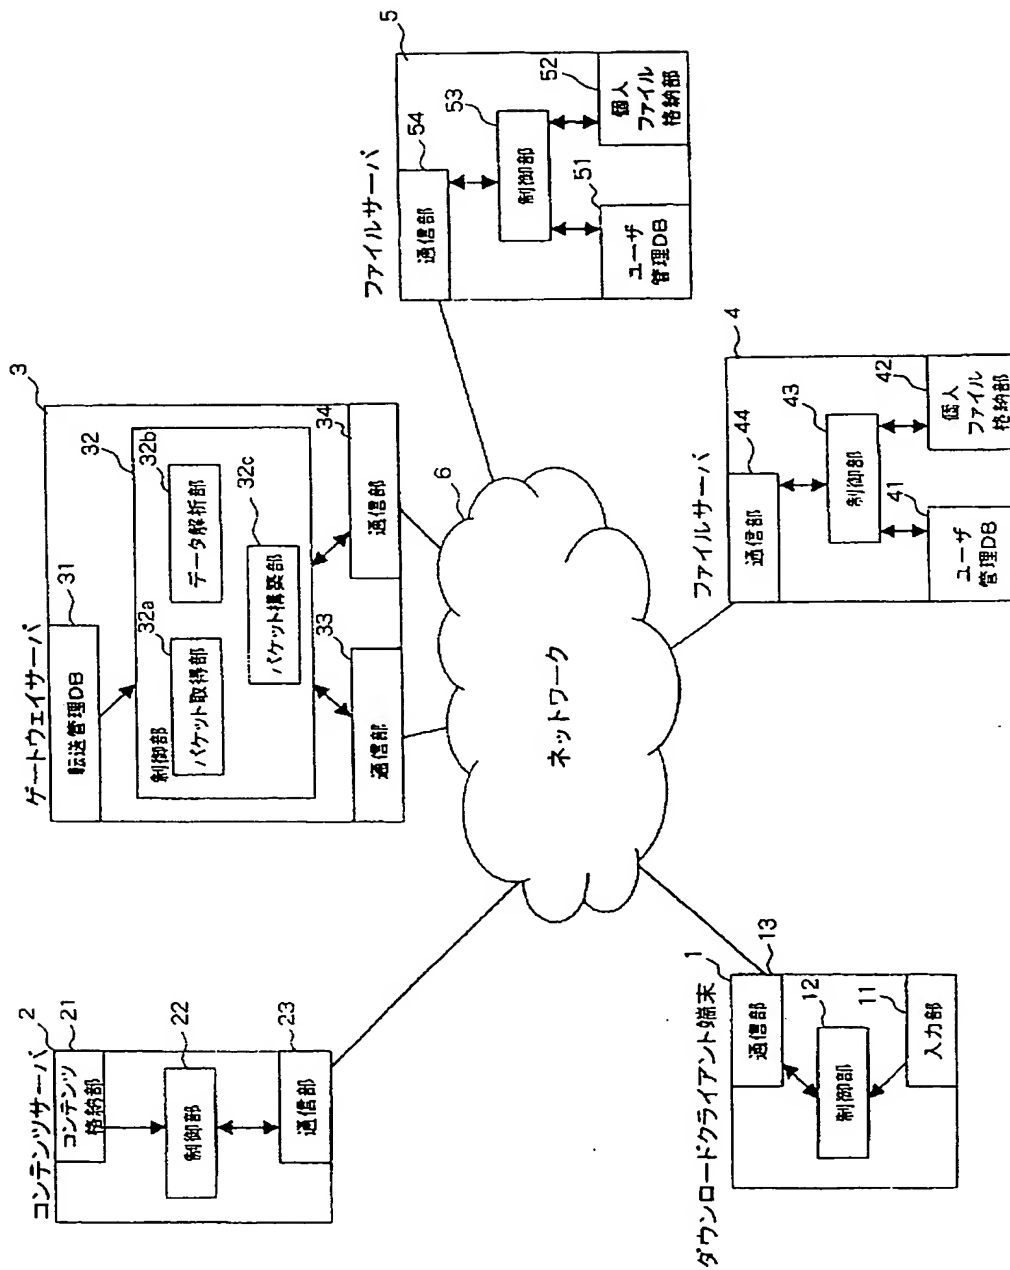 コンテンツサーバ
2
21
コンテンツ
格納部
22
制御部
23
通信部
ゲートウェイサーバ
3
31
転送管理DB
32
制御部
32a
パケット取得部
32b
データ解析部
32c
パケット構築部
33
通信部
34
通信部
ファイルサーバ
5
54
通信部
53
制御部
51
ユーザ
管理DB
52
個人
ファイル
格納部
6
ネットワーク
ダウンロードクライアント端末
1
13
通信部
12
制御部
11
入力部
ファイルサーバ
4
44
通信部
43
制御部
41
ユーザ
管理DB
42
個人
ファイル
格納部